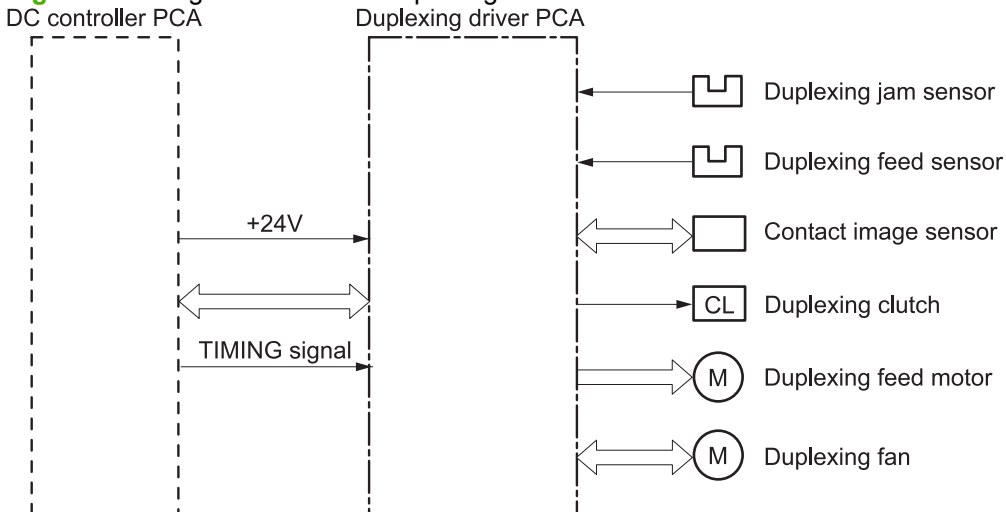 DC controller PCA
Duplexing driver PCA
Duplexing jam sensor
Duplexing feed sensor
+24V
Contact image sensor
CL
Duplexing clutch
TIMING signal
M
Duplexing feed motor
M
Duplexing fan